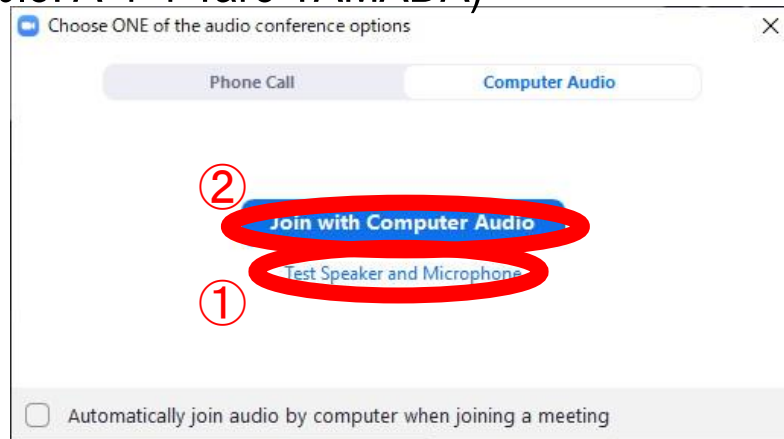 Choose ONE of the audio conference options
Phone Call
Computer Audio
②
Join with Computer Audio
Test Speaker and Microphone
①
Automatically join audio by computer when joining a meeting